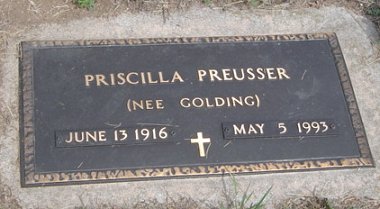 PRISCILLA PREUSSER
(NEE GOLDING)
JUNE 13 1916 MAY 5 1993